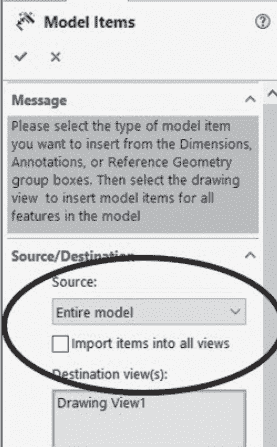 Model Items
Message
Please select the type of model item
you want to insert from the Dimensions,
Annotations, or Reference Geometry
group boxes. Then select the drawing
view to insert model items for all
features in the model
Source/Destination
Source:
Entire model
Import items into all views
Destination view(s):
Drawing View1